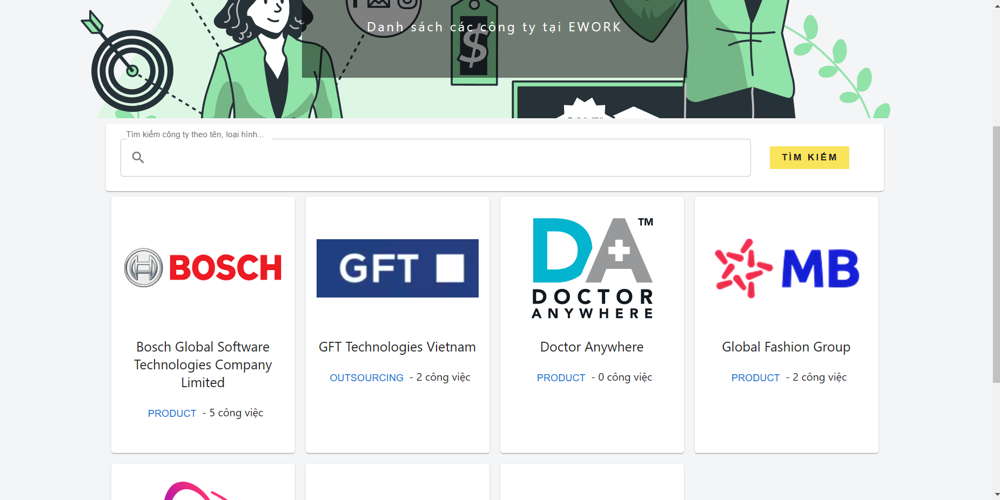 Danh sách các công ty tại EWORK
$
Tìm kiếm công ty theo tên, loại hình...
TÌM KIẾM
BOSCH
GFT
DA™
DOCTOR
ANYWHERE
MB
Bosch Global Software
Technologies Company
Limited
PRODUCT - 5 công việc
GFT Technologies Vietnam
OUTSOURCING - 2 công việc
Doctor Anywhere
PRODUCT - 0 công việc
Global Fashion Group
PRODUCT - 2 công việc